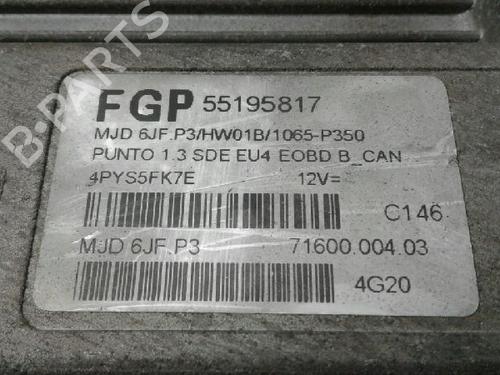 FGP 55195817
MJD 6JF.P3/HW01B/1065-P350
PUNTO 1.3 SDE EU4 EOBD B_CAN
4PYS5FK7E 12V=
C146
MJD 6JF.P3 71600.004.03
4G20
B-PARTS